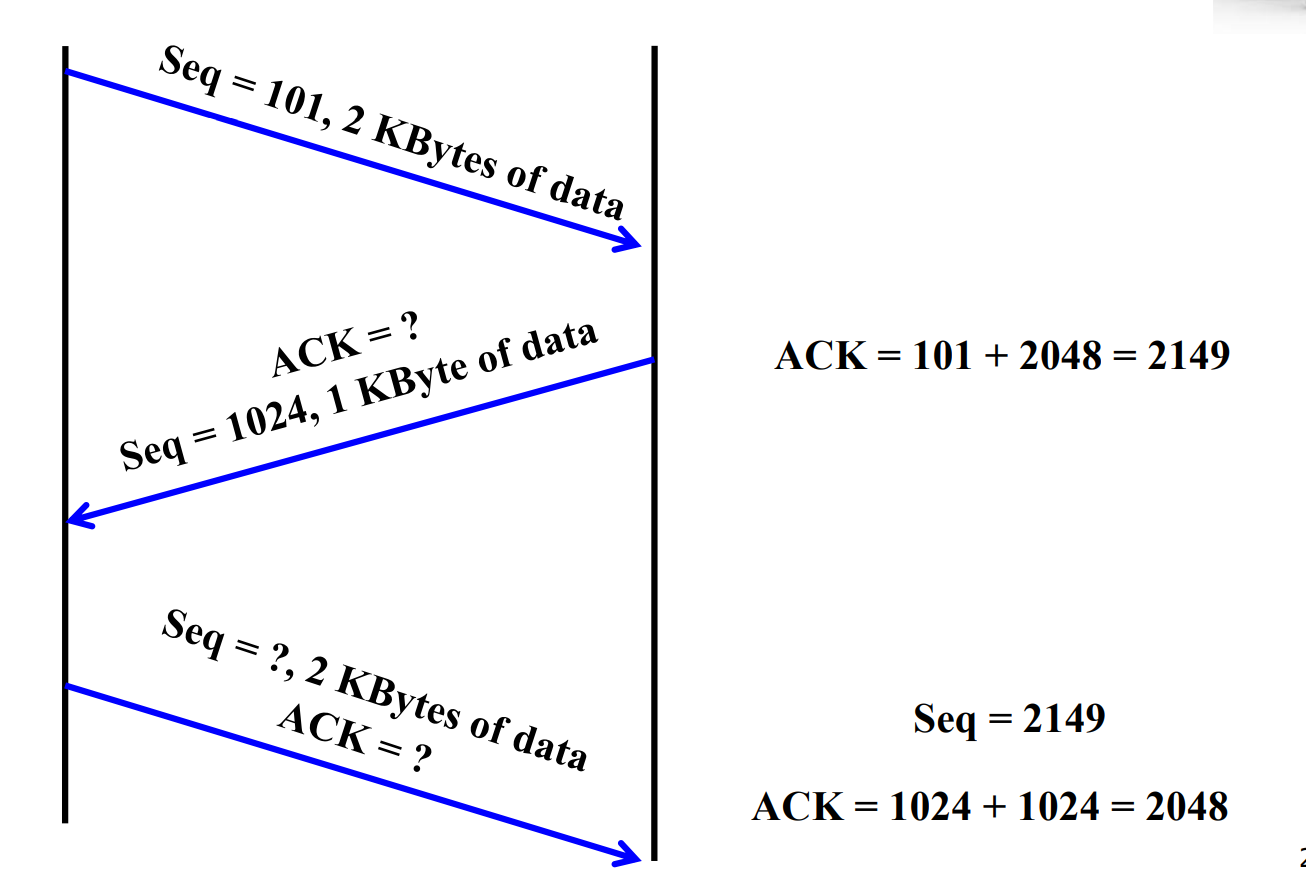 Seq = 101, 2 KBytes of data
ACK = ?
Seq = 1024, 1 KByte of data
ACK = 101 + 2048 = 2149
Seq = ?, 2 KBytes of data
ACK = ?
Seq = 2149
ACK = 1024 + 1024 = 2048